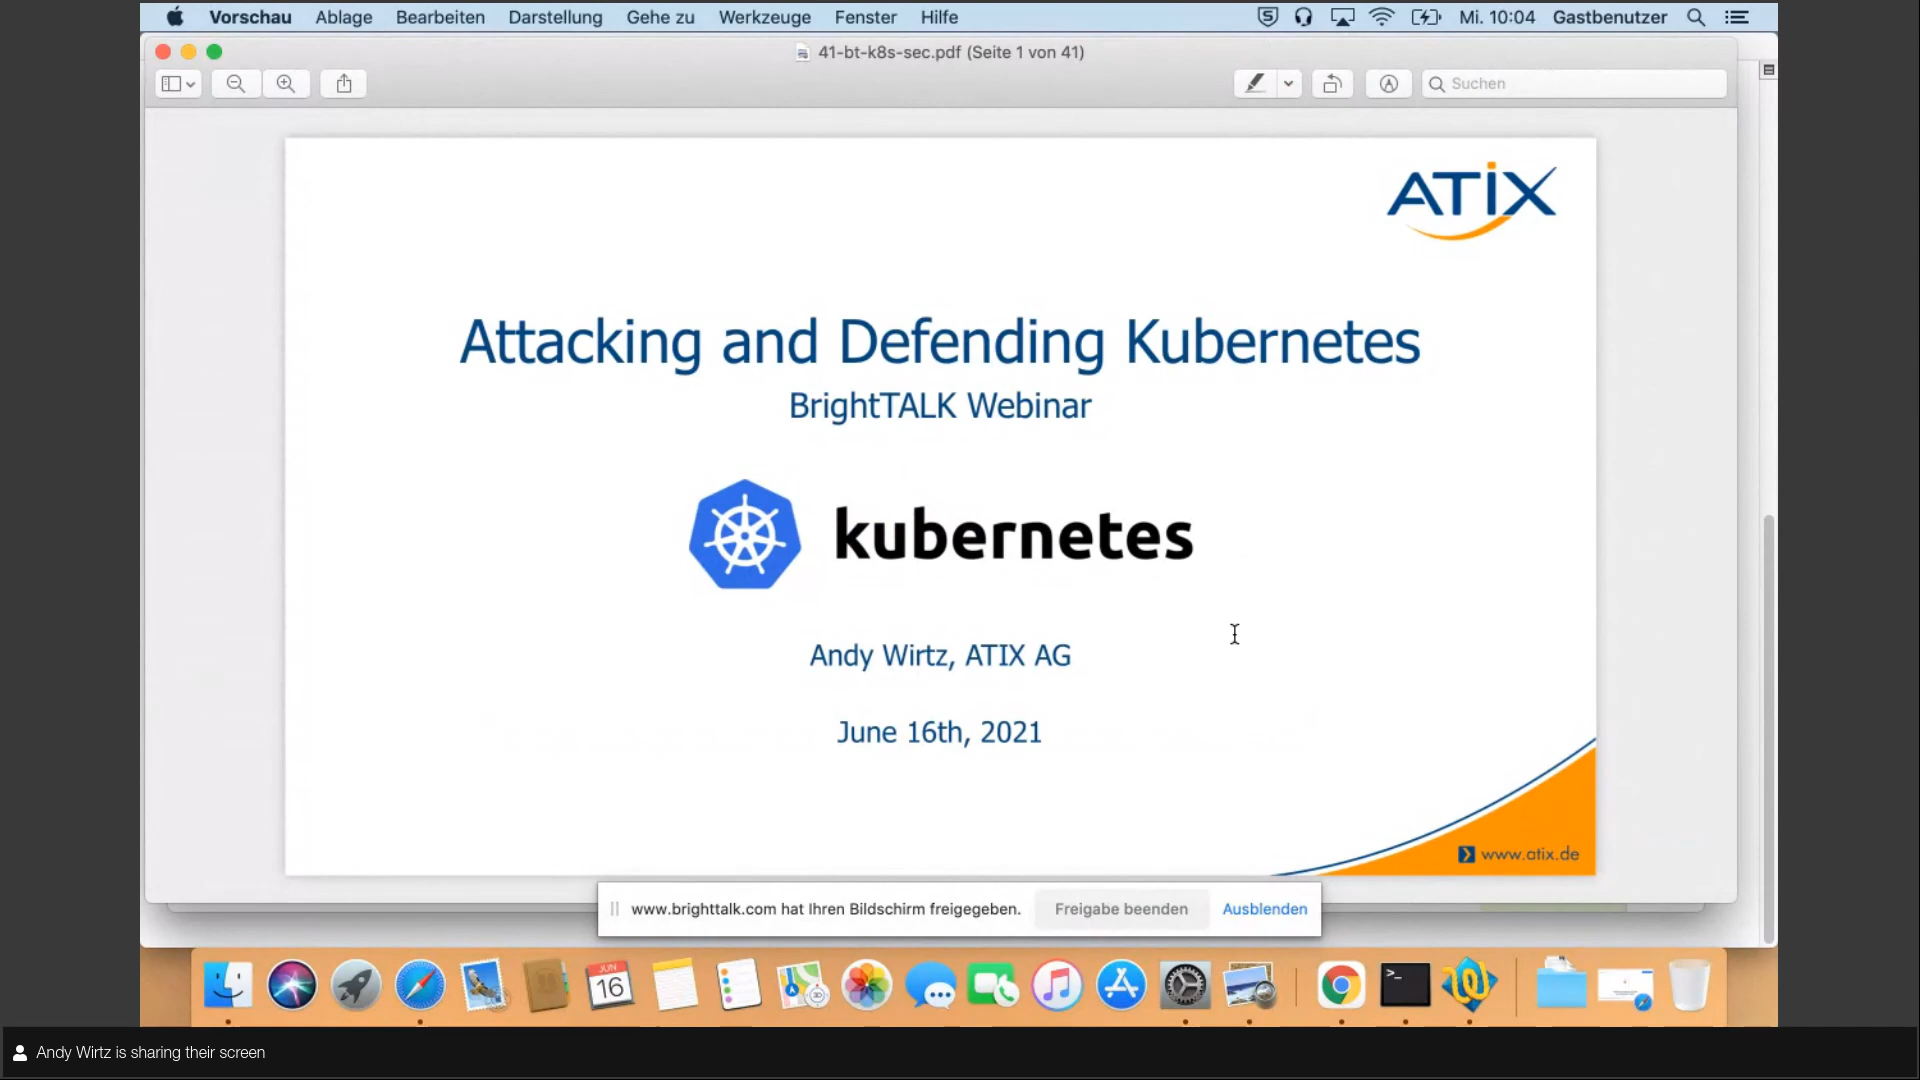 Vorschau Ablage Bearbeiten Darstellung Gehe zu Werkzeuge Fenster Hilfe Mi. 10:04 Gastbenutzer
41-bt-k8s-sec.pdf (Seite 1 von 41)
Suchen
ATiX
Attacking and Defending Kubernetes
BrightTALK Webinar
kubernetes
Andy Wirtz, ATIX AG
June 16th, 2021
www.atix.de
www.brighttalk.com hat Ihren Bildschirm freigegeben. Freigabe beenden Ausblenden
JUN
16
Andy Wirtz is sharing their screen